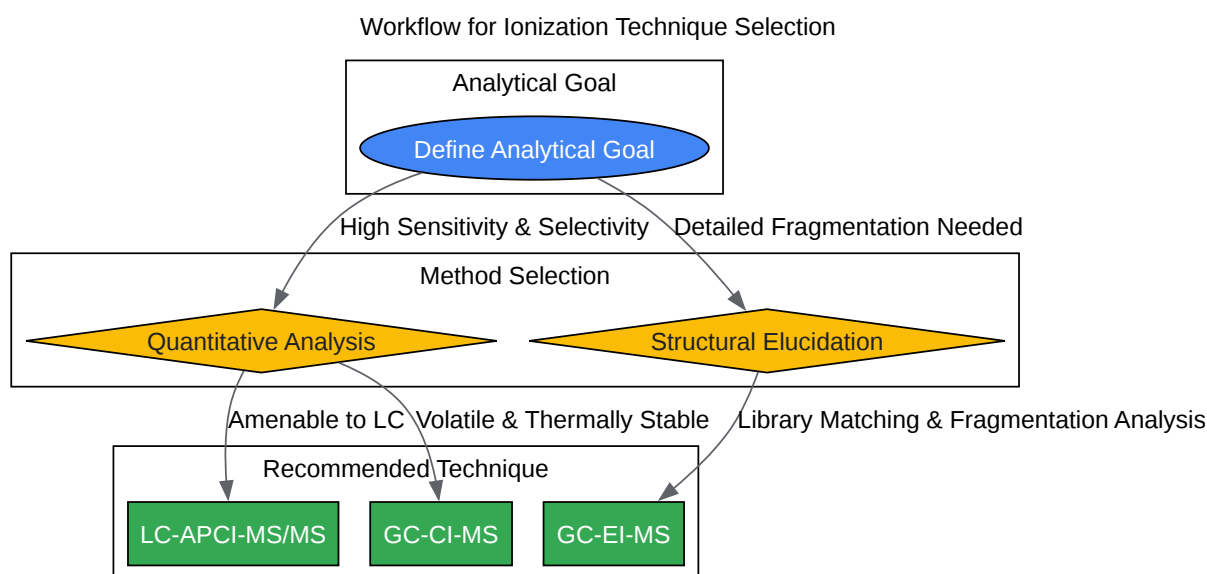 Workflow for Ionization Technique Selection
Analytical Goal
Define Analytical Goal
High Sensitivity & Selectivity
Detailed Fragmentation Needed
Method Selection
Quantitative Analysis
Structural Elucidation
Amenable to LC
Volatile & Thermally Stable
Library Matching & Fragmentation Analysis
Recommended Technique
LC-APCI-MS/MS
GC-CI-MS
GC-EI-MS